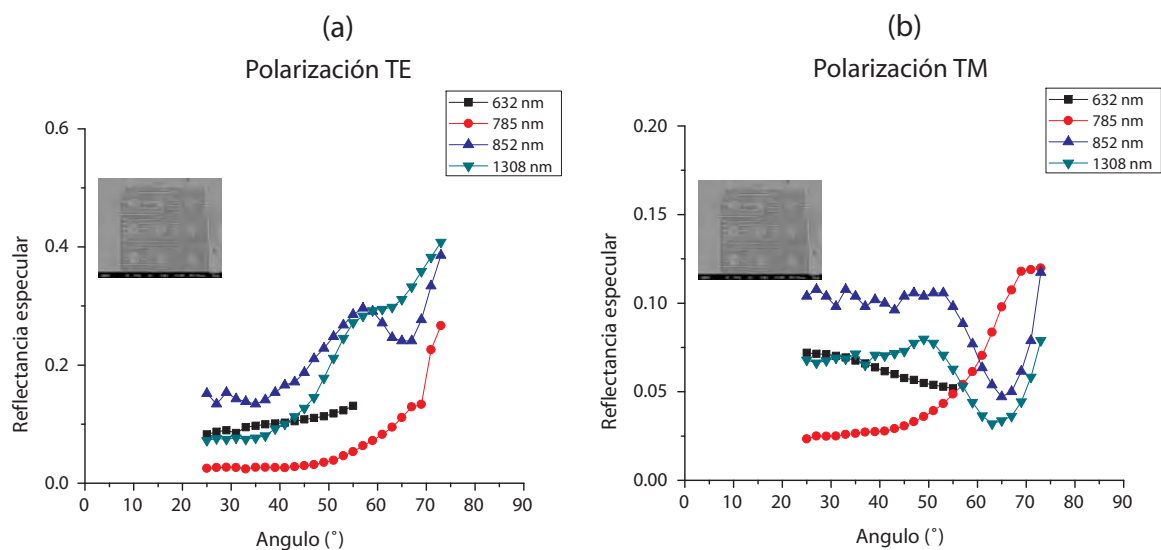 (a)
Polarización TE
632 nm
785 nm
852 nm
1308 nm
0.6
0.4
0.2
0.0
Reflectancia especular
0 10 20 30 40 50 60 70 80 90
Angulo (°)
(b)
Polarización TM
632 nm
785 nm
852 nm
1308 nm
0.20
0.15
0.10
0.05
0.00
Reflectancia especular
0 10 20 30 40 50 60 70 80 90
Angulo (°)